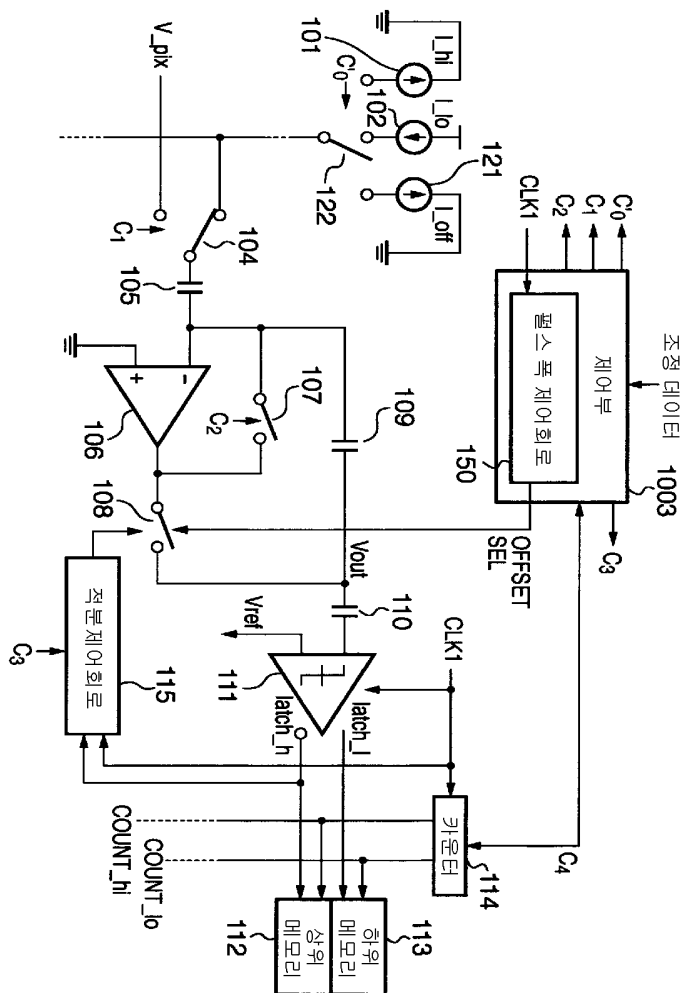 조정 데이터
제어부
펄스 폭 제어회로
150
1003
CLK1
C'0
C1
C2
C3
OFFSET
SEL
C4
I_hi
101
I_lo
102
I_off
121
C'0
122
V_pix
C1
104
105
106
107
C2
108
109
Vout
110
Vref
111
CLK1
latch_l
latch_h
적분제어회로
115
C3
카운터
114
COUNT_lo
COUNT_hi
하위
메모리
113
상위
메모리
112
+
-